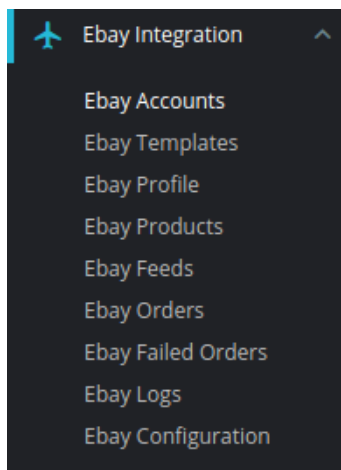 Ebay Integration
Ebay Accounts
Ebay Templates
Ebay Profile
Ebay Products
Ebay Feeds
Ebay Orders
Ebay Failed Orders
Ebay Logs
Ebay Configuration